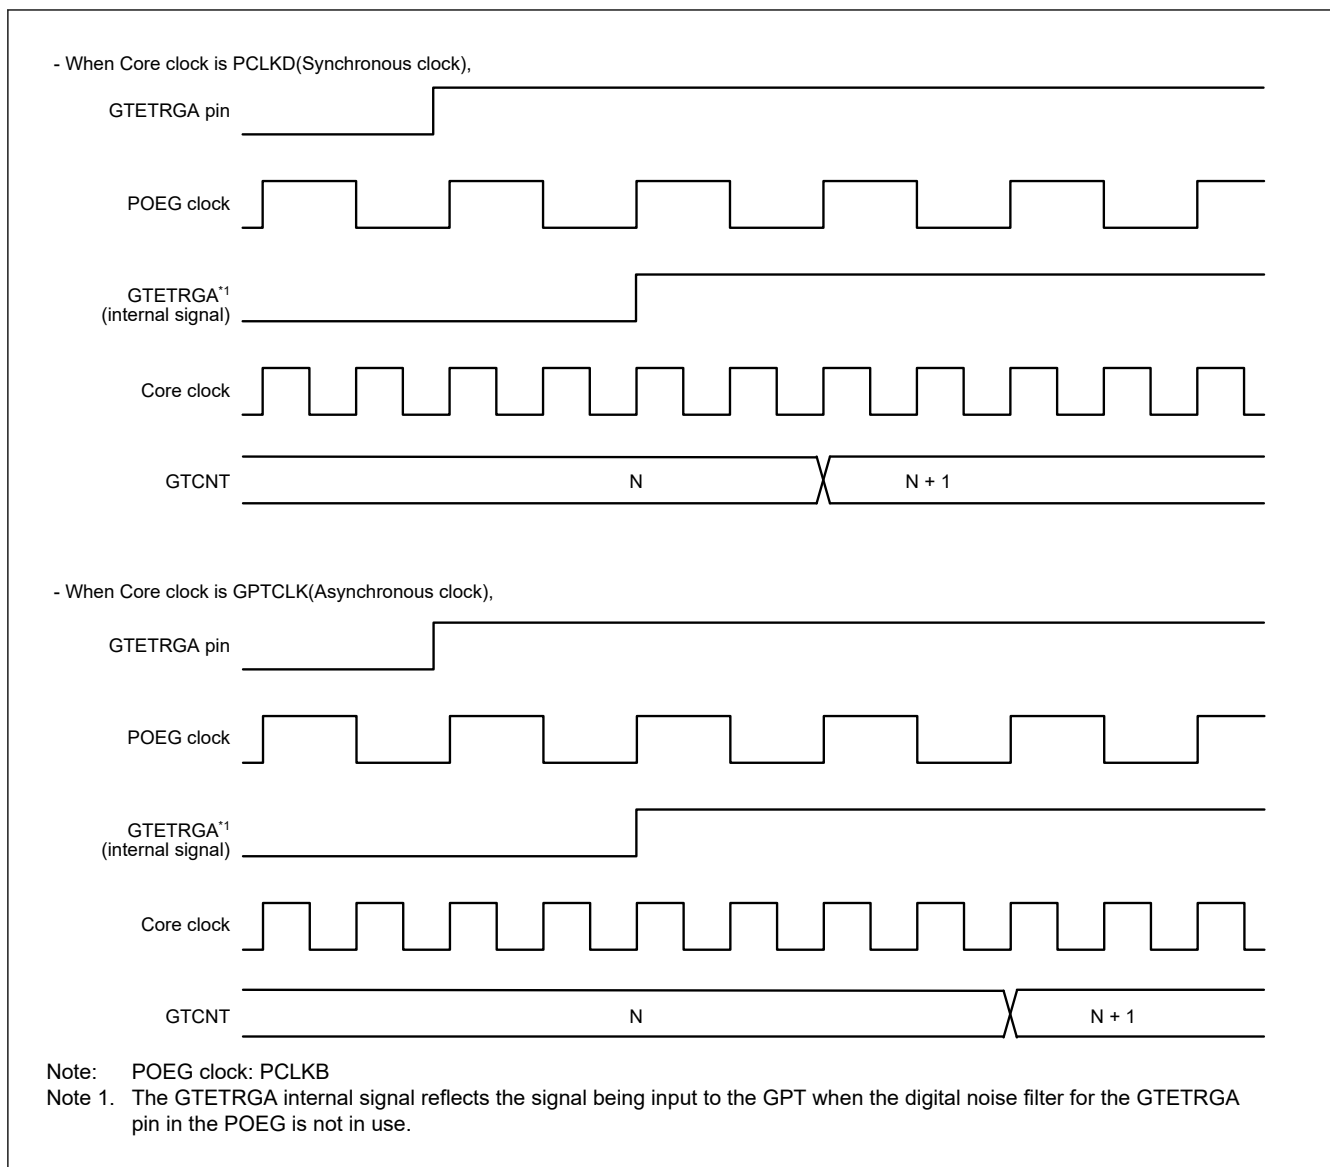 - When Core clock is PCLKD(Synchronous clock),
GTETRGA pin
POEG clock
GTETRGA*1
(internal signal)
Core clock
GTCNT N N + 1
- When Core clock is GPTCLK(Asynchronous clock),
GTETRGA pin
POEG clock
GTETRGA*1
(internal signal)
Core clock
GTCNT N N + 1
Note: POEG clock: PCLKB
Note 1. The GTETRGA internal signal reflects the signal being input to the GPT when the digital noise filter for the GTETRGA
pin in the POEG is not in use.